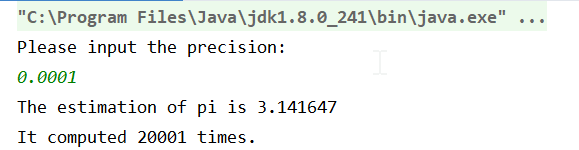 "C:\Program Files\Java\jdk1.8.0_241\bin\java.exe" ...
Please input the precision:
0.0001
The estimation of pi is 3.141647
It computed 20001 times.